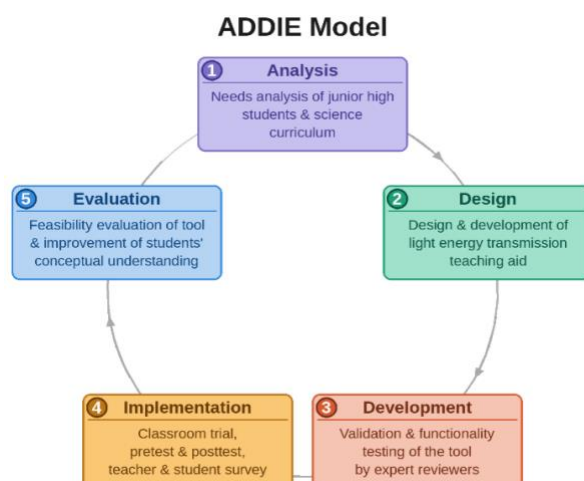 ADDIE Model
1 Analysis
Needs analysis of junior high
students & science
curriculum
2 Design
Design & development of
light energy transmission
teaching aid
3 Development
Validation & functionality
testing of the tool
by expert reviewers
4 Implementation
Classroom trial,
pretest & posttest,
teacher & student survey
5 Evaluation
Feasibility evaluation of tool
& improvement of students'
conceptual understanding